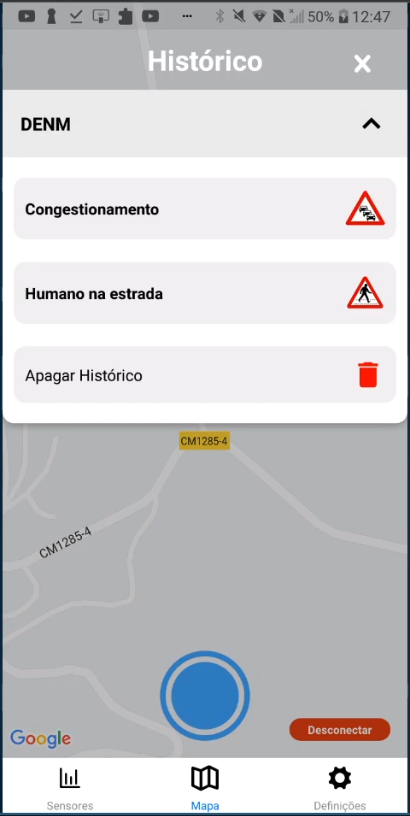 50% 12:47
Histórico
DENM
Congestionamento
Humano na estrada
Apagar Histórico
CM1285-4
CM1285-4
Google
Desconectar
Sensores
Mapa
Definições